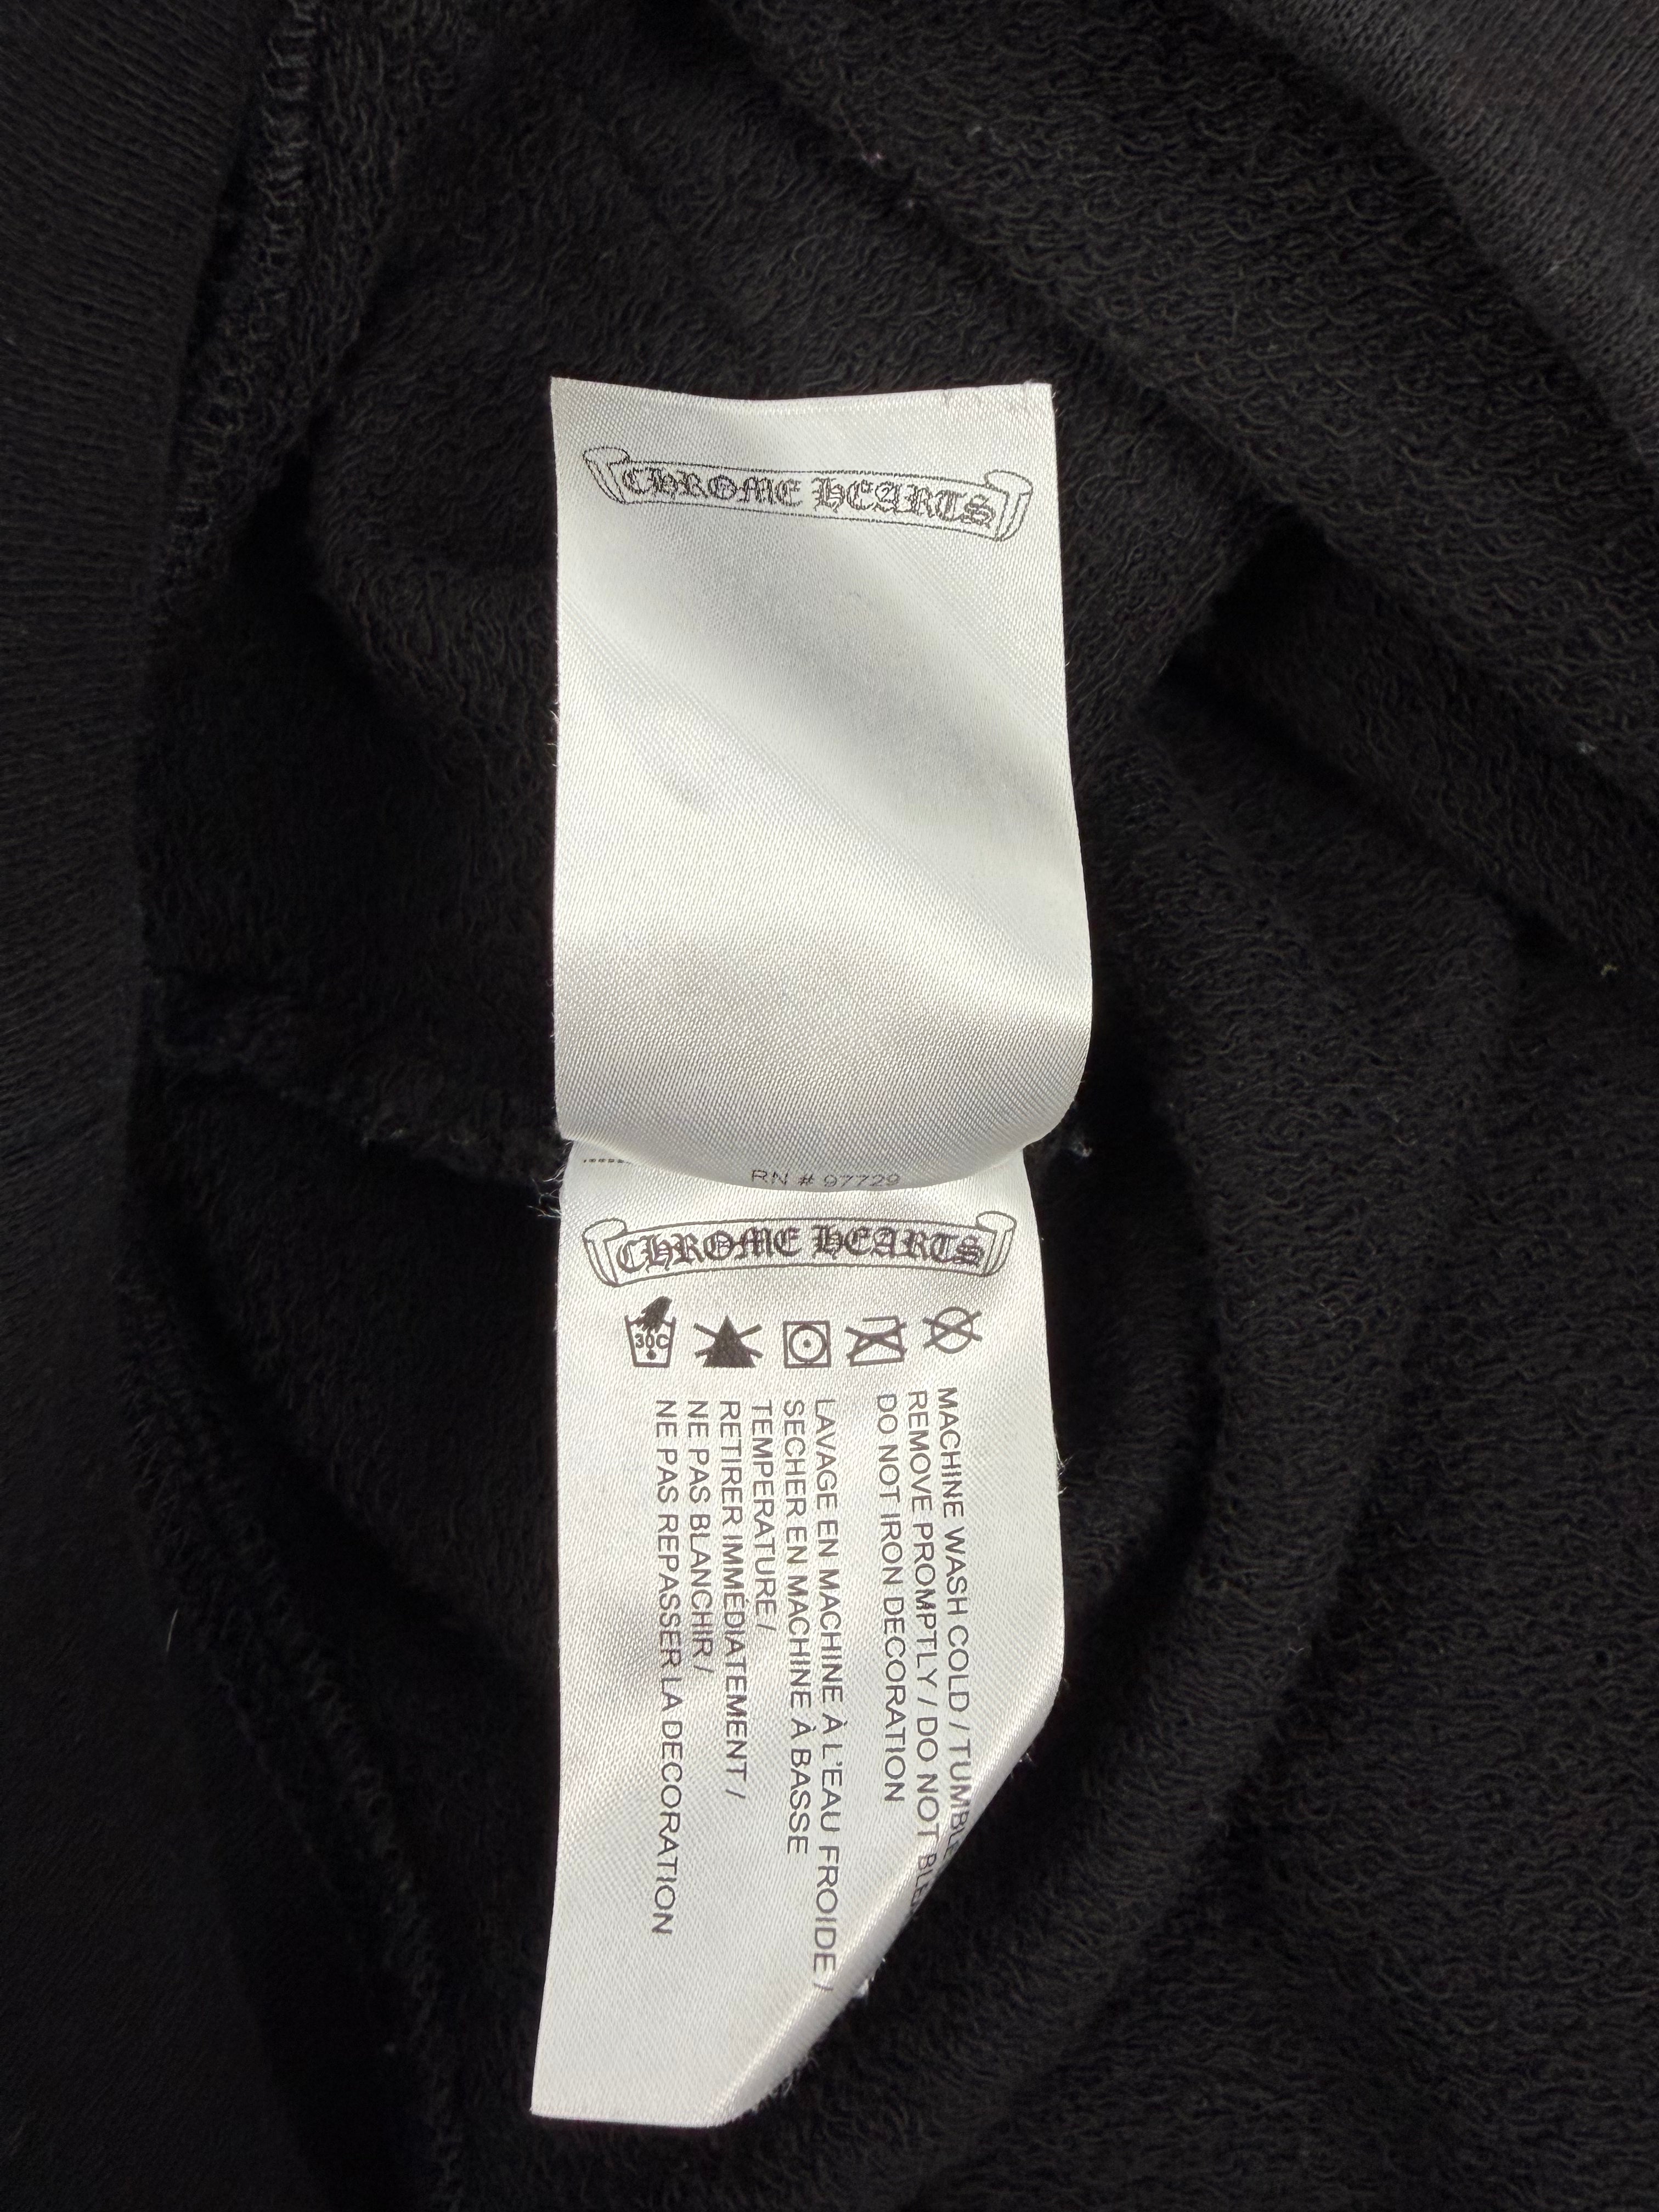 CHROME HEARTS
RN # 97729
CHROME HEARTS
30C
MACHINE WASH COLD / TUMBLE
REMOVE PROMPTLY / DO NOT
DO NOT IRON DECORATION
LAVAGE EN MACHINE À L'EAU FROIDE /
SECHER EN MACHINE À BASSE
TEMPERATURE /
RETIRER IMMÉDIATEMENT /
NE PAS BLANCHIR /
NE PAS REPASSER LA DECORATION